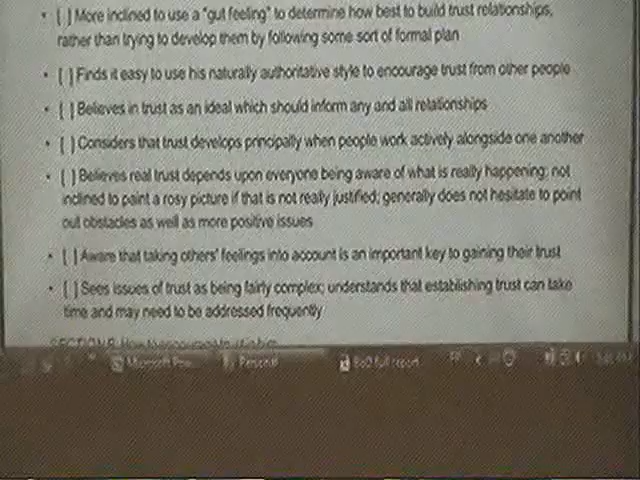 • [ ] More inclined to use a "gut feeling" to determine how best to build trust relationships,
rather than trying to develop them by following some sort of formal plan
• [ ] Finds it easy to use his naturally authoritative style to encourage trust from other people
• [ ] Believes in trust as an ideal which should inform any and all relationships
• [ ] Considers that trust develops principally when people work actively alongside one another
• [ ] Believes real trust depends upon everyone being aware of what is really happening; not
inclined to paint a rosy picture if that is not really justified; generally does not hesitate to point
out obstacles as well as more positive issues
• [ ] Aware that taking others' feelings into account is an important key to gaining their trust
• [ ] Sees issues of trust as being fairly complex; understands that establishing trust can take
time and may need to be addressed frequently
Microsoft Pow... Personal full report FR